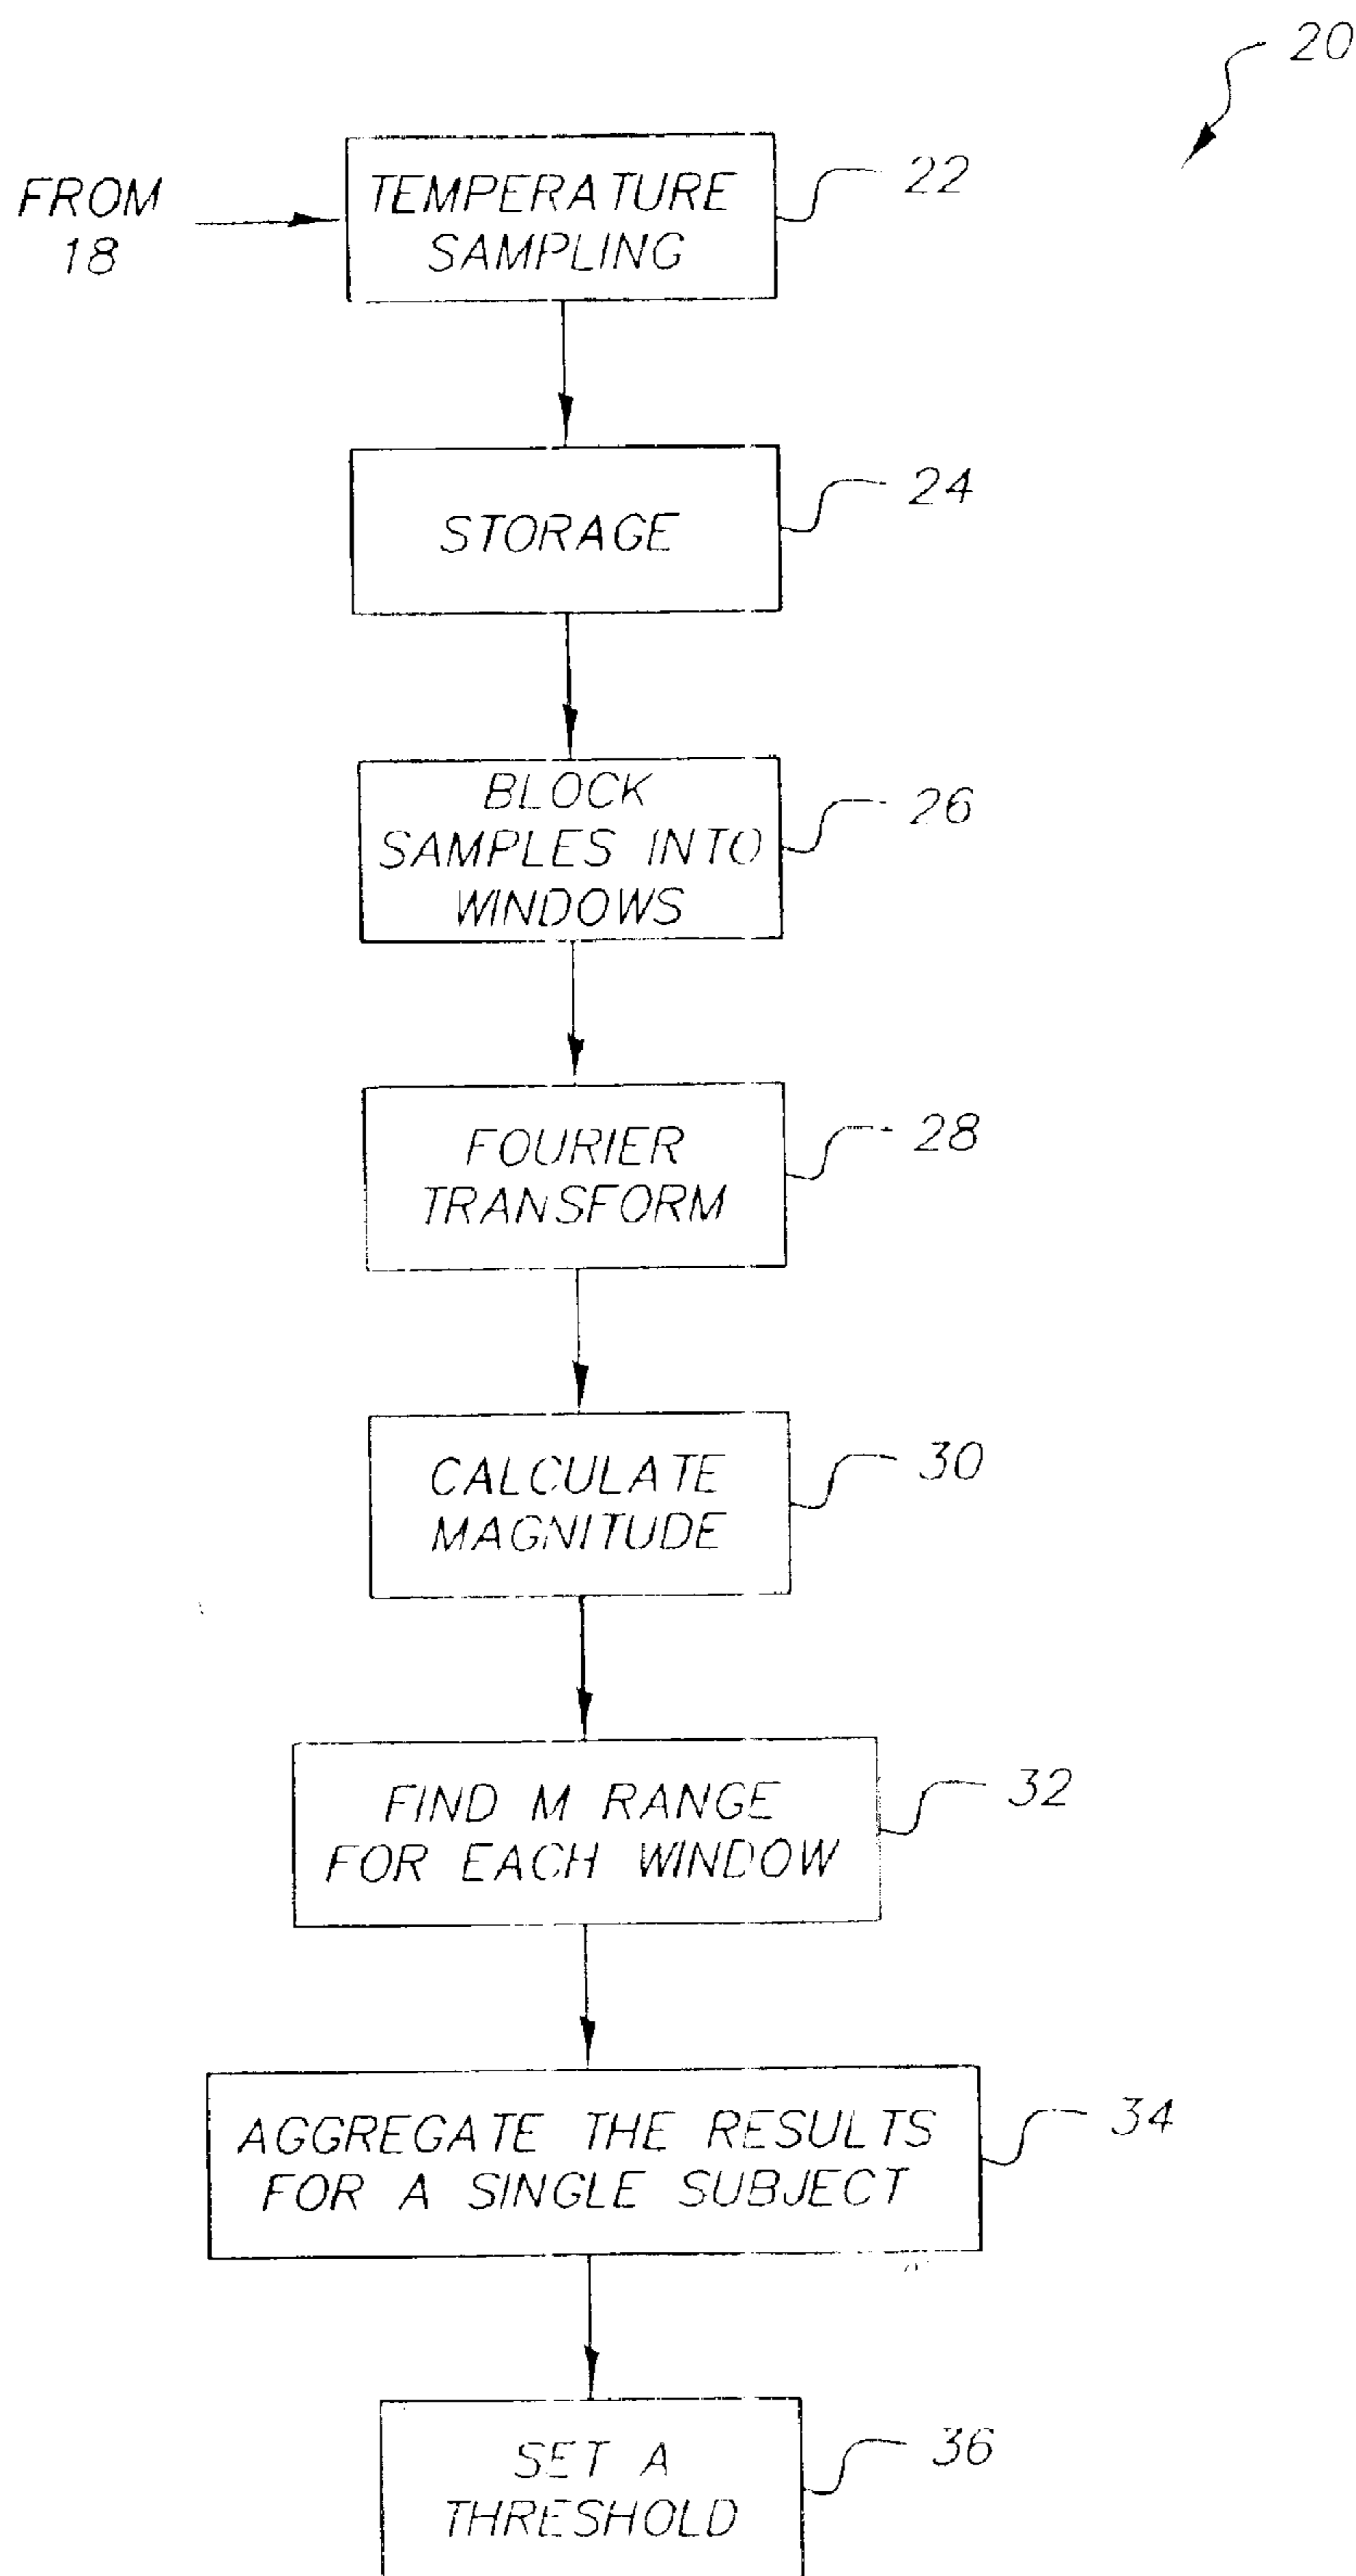 20
FROM
18
TEMPERATURE
SAMPLING
22
STORAGE
24
BLOCK
SAMPLES INTO
WINDOWS
26
FOURIER
TRANSFORM
28
CALCULATE
MAGNITUDE
30
FIND M RANGE
FOR EACH WINDOW
32
AGGREGATE THE RESULTS
FOR A SINGLE SUBJECT
34
SET A
THRESHOLD
36